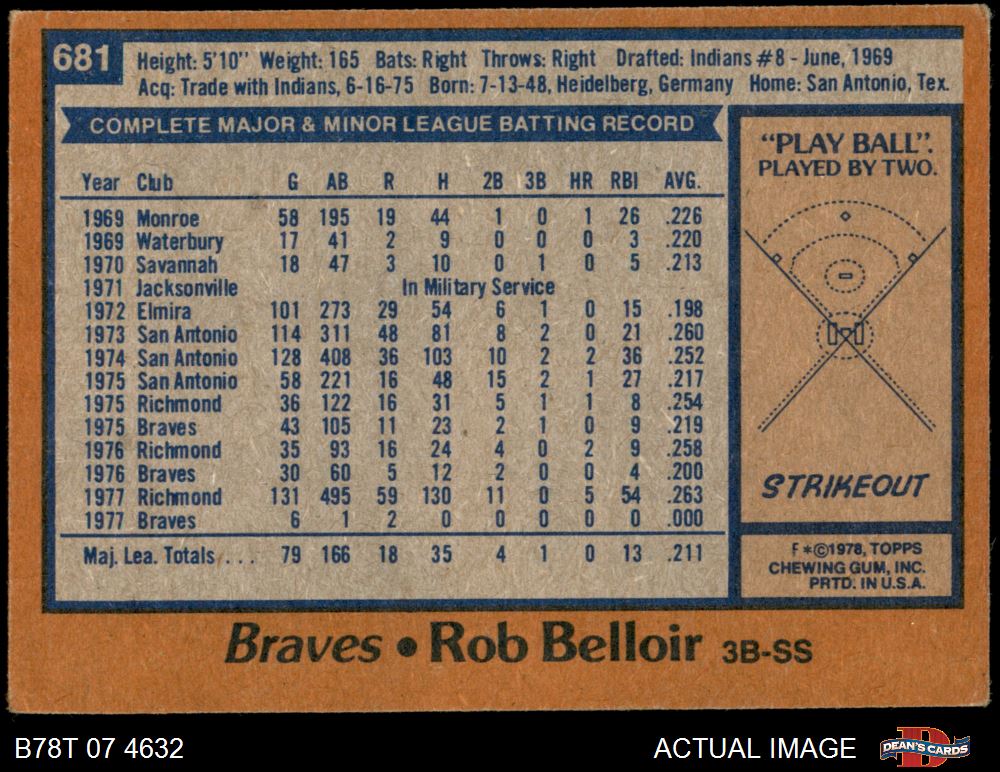 681
Height: 5'10" Weight: 165 Bats: Right Throws: Right Drafted: Indians #8 - June, 1969
Acq: Trade with Indians, 6-16-75 Born: 7-13-48, Heidelberg, Germany Home: San Antonio, Tex.
COMPLETE MAJOR & MINOR LEAGUE BATTING RECORD
Year Club G AB R H 2B 3B HR RBI AVG.
1969 Monroe 58 195 19 44 1 0 1 26 .226
1969 Waterbury 17 41 2 9 0 0 0 3 .220
1970 Savannah 18 47 3 10 0 1 0 5 .213
1971 Jacksonville In Military Service
1972 Elmira 101 273 29 54 6 1 0 15 .198
1973 San Antonio 114 311 48 81 8 2 0 21 .260
1974 San Antonio 128 408 36 103 10 2 2 36 .252
1975 San Antonio 58 221 16 48 15 2 1 27 .217
1975 Richmond 36 122 16 31 5 1 1 8 .254
1975 Braves 43 105 11 23 2 1 0 9 .219
1976 Richmond 35 93 16 24 4 0 2 9 .258
1976 Braves 30 60 5 12 2 0 0 4 .200
1977 Richmond 131 495 59 130 11 0 5 54 .263
1977 Braves 6 1 2 0 0 0 0 0 .000
Maj. Lea. Totals . . . 79 166 18 35 4 1 0 13 .211
"PLAY BALL".
PLAYED BY TWO.
STRIKEOUT
F *©1978, TOPPS
CHEWING GUM, INC.
PRTD. IN U.S.A.
Braves • Rob Belloir 3B-SS
B78T 07 4632
ACTUAL IMAGE
D
DEAN'S CARDS